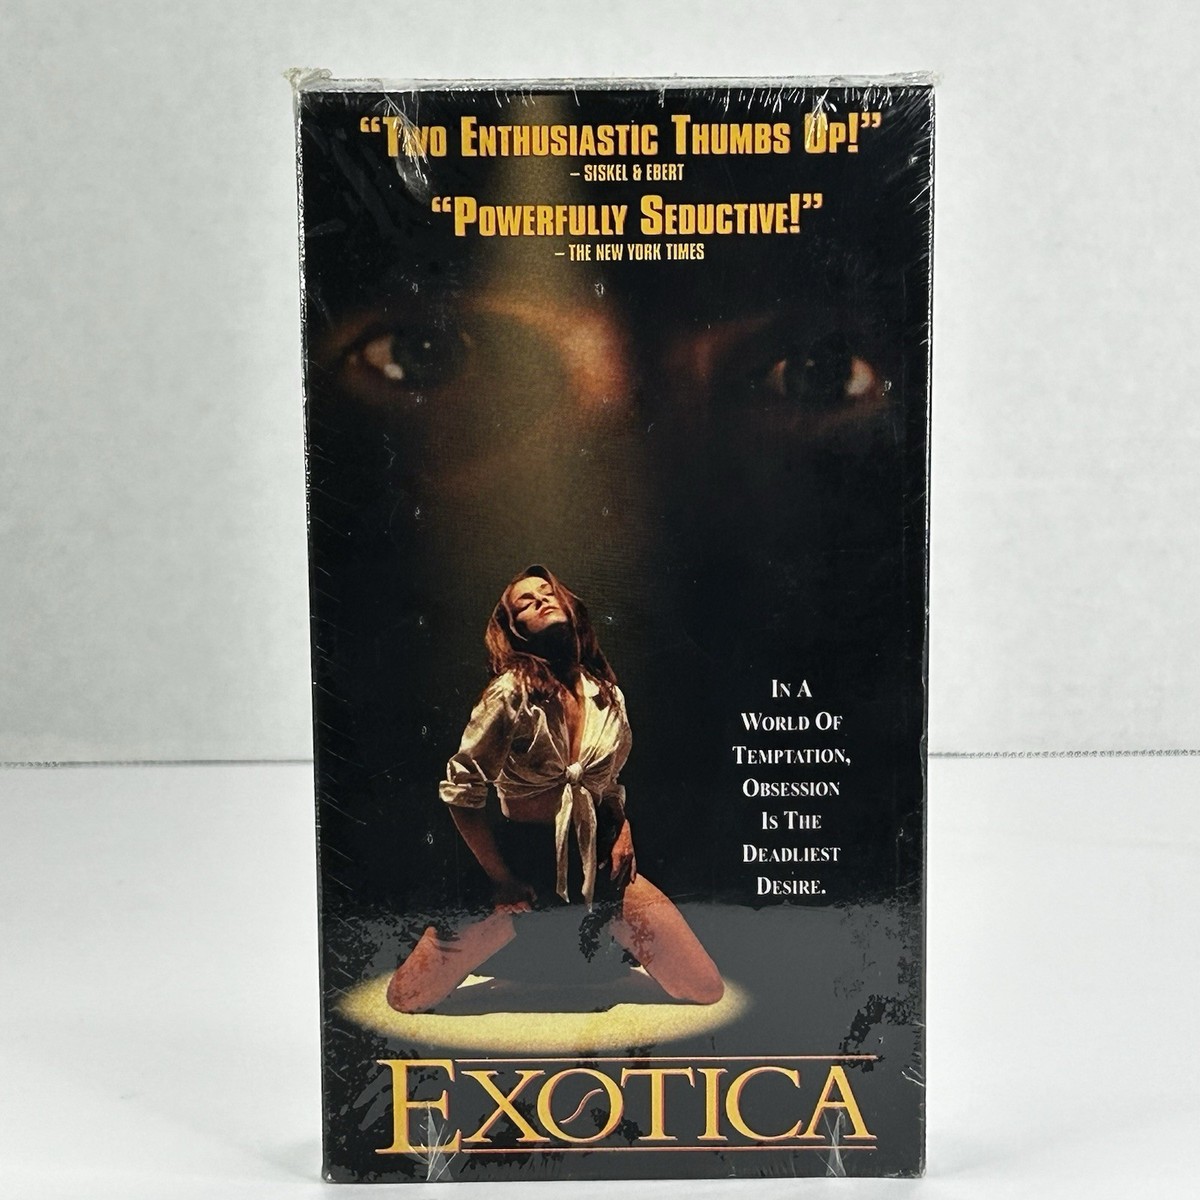 “Two Enthusiastic Thumbs Up!”
– SISKEL & EBERT
“Powerfully Seductive!”
– THE NEW YORK TIMES
In A
World Of
Temptation,
Obsession
Is The
Deadliest
Desire.
EXOTICA